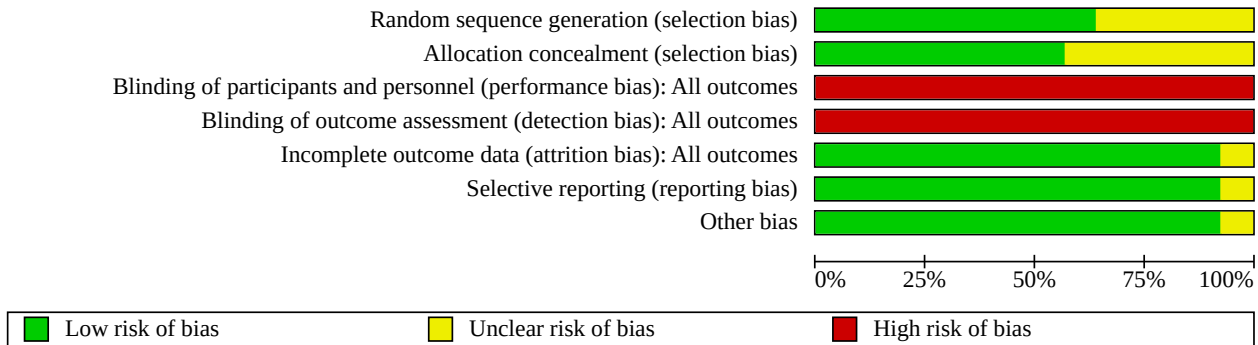 Random sequence generation (selection bias)
Allocation concealment (selection bias)
Blinding of participants and personnel (performance bias): All outcomes
Blinding of outcome assessment (detection bias): All outcomes
Incomplete outcome data (attrition bias): All outcomes
Selective reporting (reporting bias)
Other bias
0% 25% 50% 75% 100%
Low risk of bias Unclear risk of bias High risk of bias